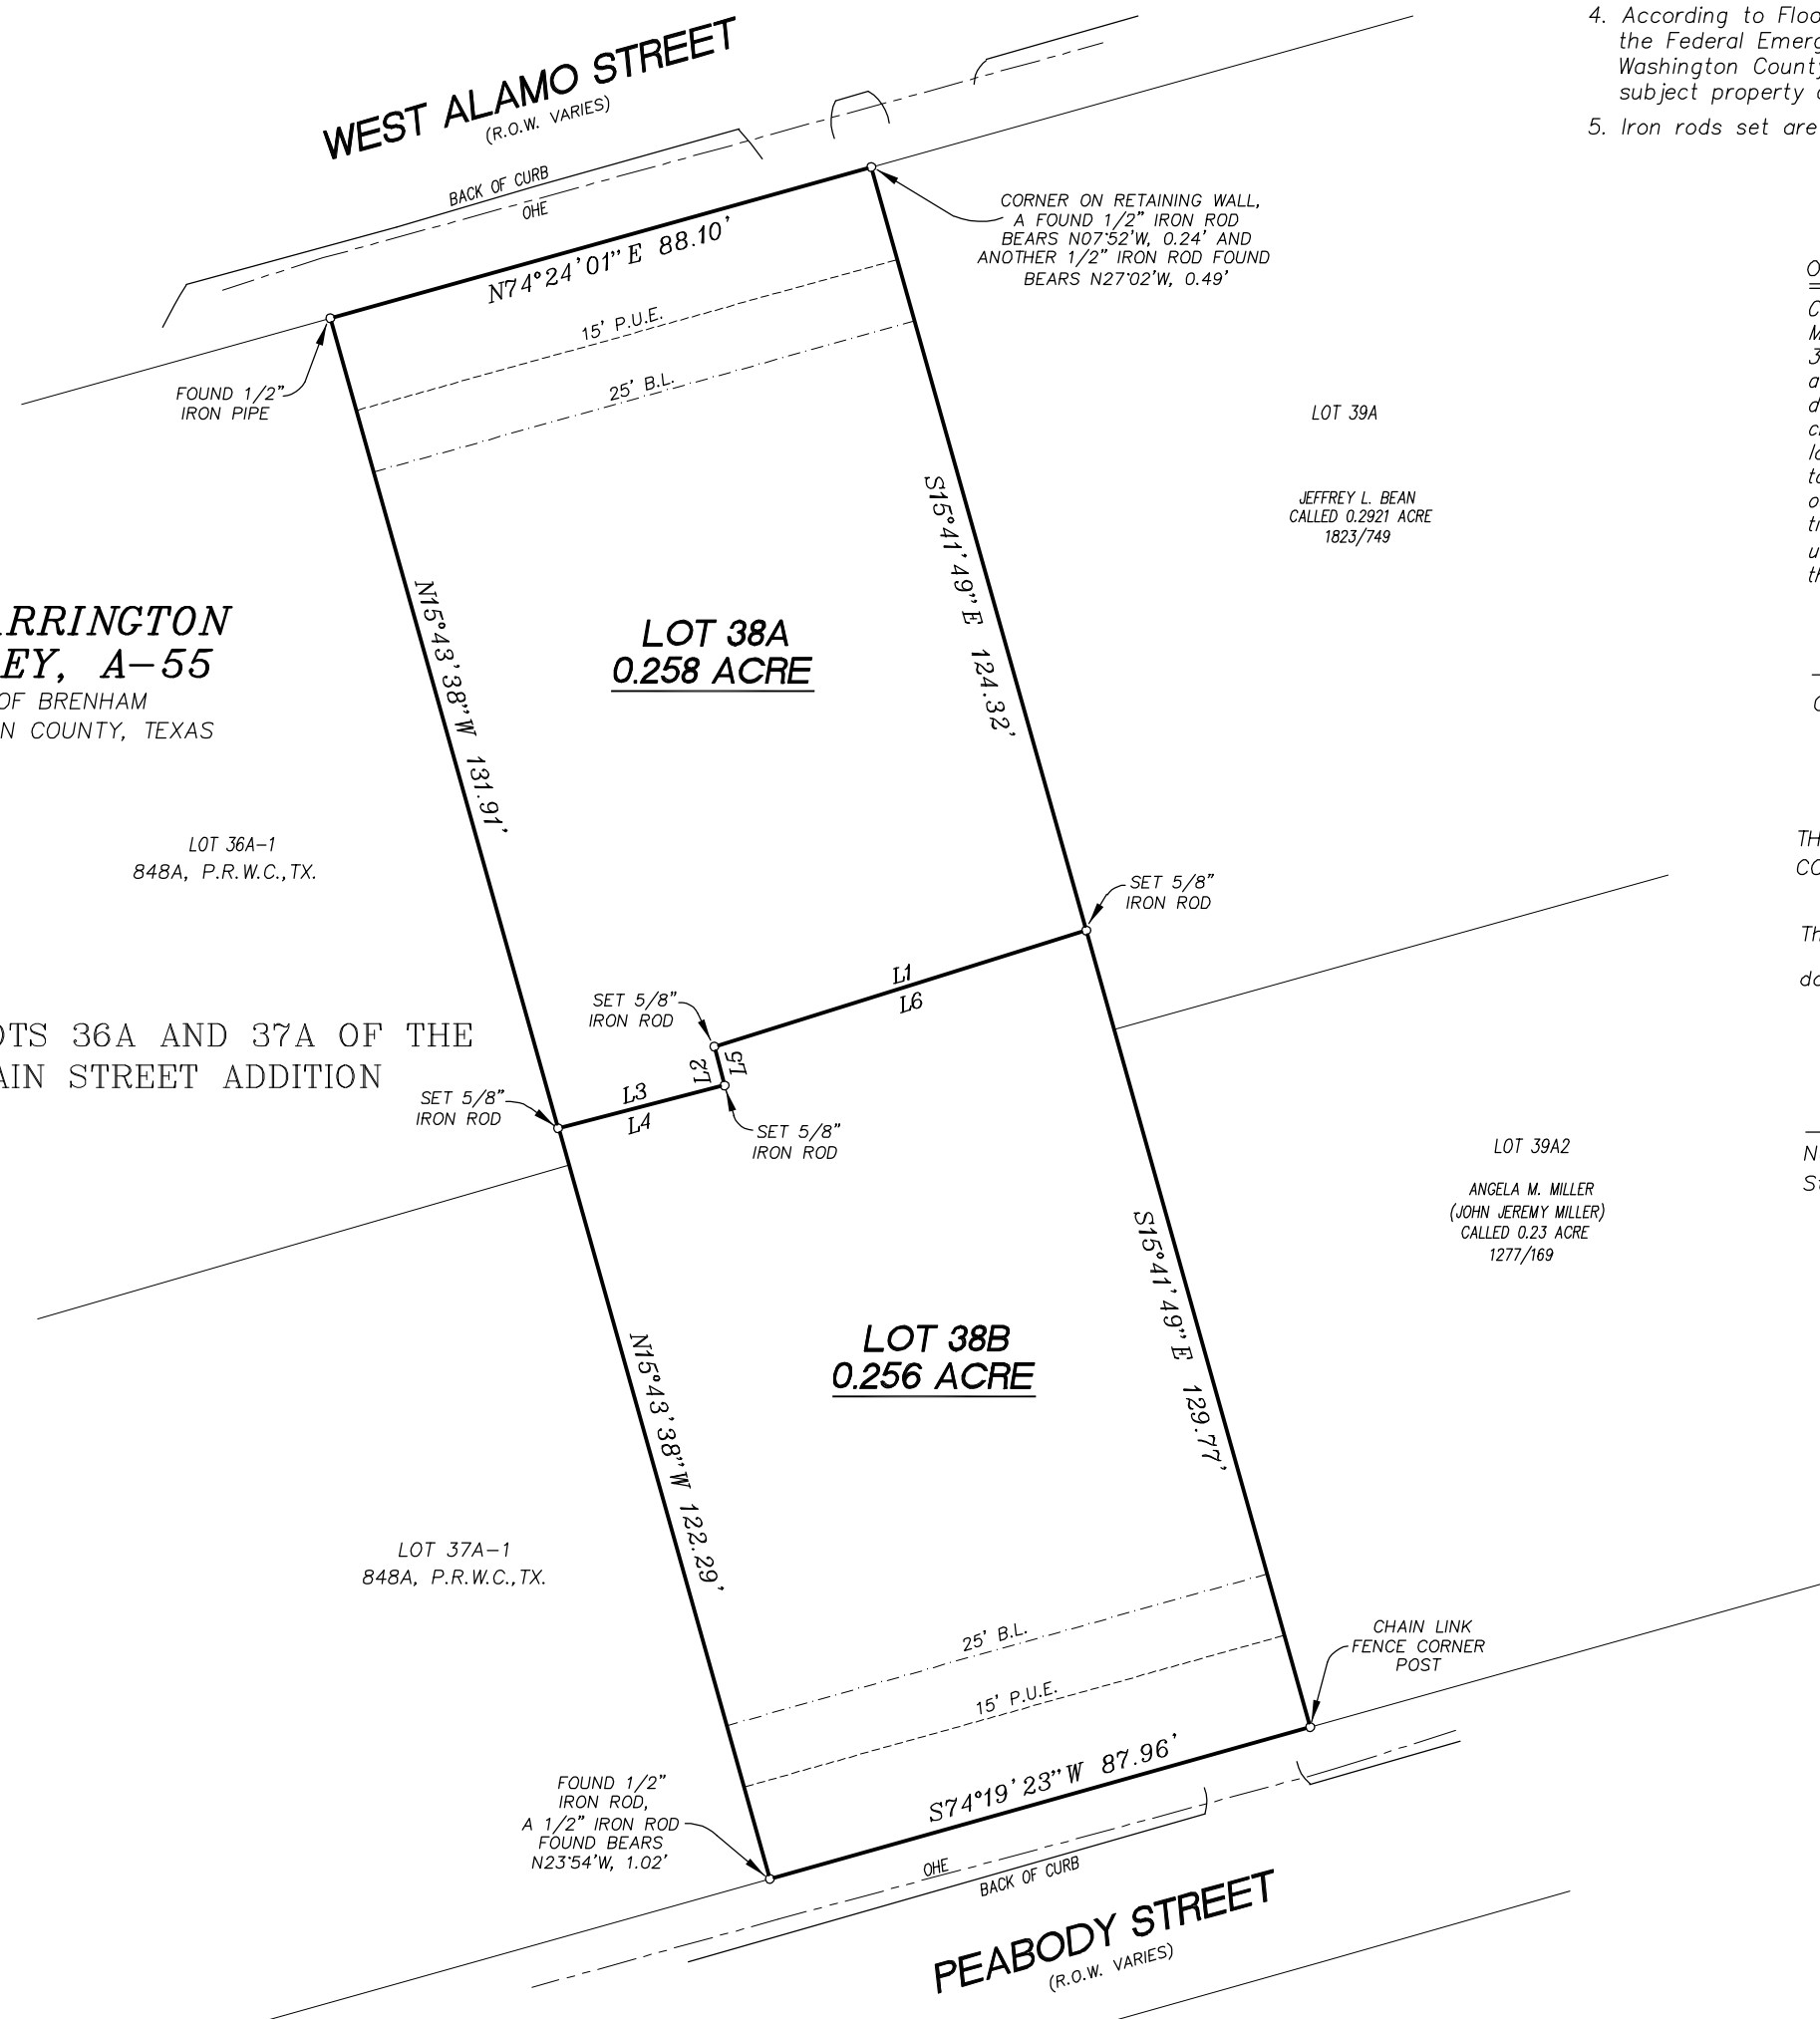 WEST ALAMO STREET
(R.O.W. VARIES)
BACK OF CURB
OHE
N74°24'01"E 88.10'
15' P.U.E.
25' B.L.
FOUND 1/2"
IRON PIPE
CORNER ON RETAINING WALL,
A FOUND 1/2" IRON ROD
BEARS N07°52'W, 0.24' AND
ANOTHER 1/2" IRON ROD FOUND
BEARS N27°02'W, 0.49'
4. According to Floo
the Federal Emerg
Washington County
subject property
5. Iron rods set are
LOT 39A
JEFFREY L. BEAN
CALLED 0.2921 ACRE
1823/749
S15°41'49"E 124.32'
N15°43'38"W 131.91'
LOT 38A
0.258 ACRE
ARRINGTON
EY, A-55
OF BRENHAM
N COUNTY, TEXAS
LOT 36A-1
848A, P.R.W.C.,TX.
SET 5/8"
IRON ROD
L1
L6
SET 5/8"
IRON ROD
L2
L5
OTS 36A AND 37A OF THE
AIN STREET ADDITION
SET 5/8"
IRON ROD
L3
L4
SET 5/8"
IRON ROD
LOT 39A2
ANGELA M. MILLER
(JOHN JEREMY MILLER)
CALLED 0.23 ACRE
1277/169
S15°41'49"E 129.77'
N15°43'38"W 122.29'
LOT 38B
0.256 ACRE
LOT 37A-1
848A, P.R.W.C.,TX.
25' B.L.
15' P.U.E.
CHAIN LINK
FENCE CORNER
POST
S74°19'23"W 87.96'
FOUND 1/2"
IRON ROD,
A 1/2" IRON ROD
FOUND BEARS
N23°54'W, 1.02'
OHE
BACK OF CURB
PEABODY STREET
(R.O.W. VARIES)